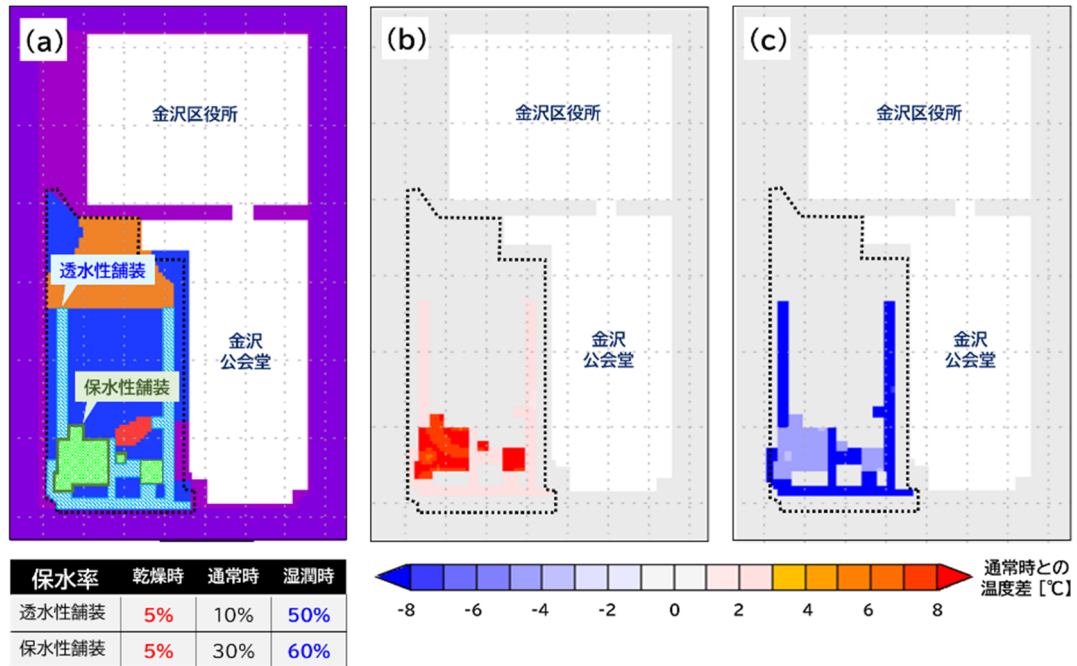 (a)
金沢区役所
透水性舗装
金沢
公会堂
保水性舗装
(b)
金沢区役所
金沢
公会堂
(c)
金沢区役所
金沢
公会堂
保水率 乾燥時 通常時 湿潤時
透水性舗装 5% 10% 50%
保水性舗装 5% 30% 60%
-8 -6 -4 -2 0 2 4 6 8
通常時との
温度差 [℃]